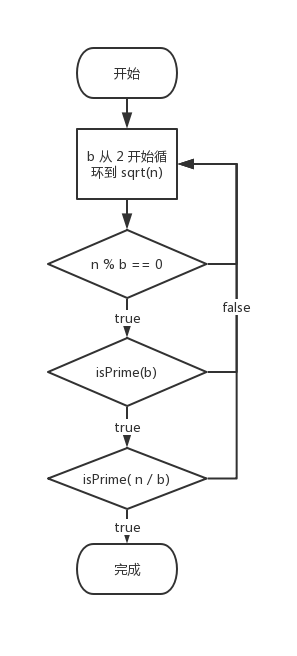 开始
b 从 2 开始循
环到 sqrt(n)
n % b == 0
false
true
isPrime(b)
true
isPrime( n / b)
true
完成